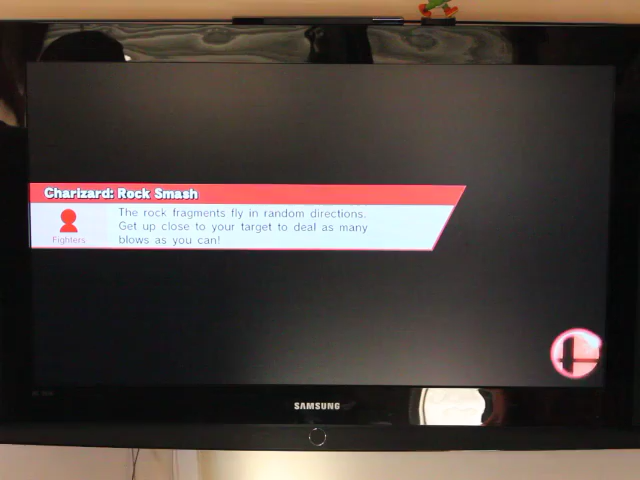 Charizard: Rock Smash
Fighters
The rock fragments fly in random directions.
Get up close to your target to deal as many
blows as you can!
SAMSUNG